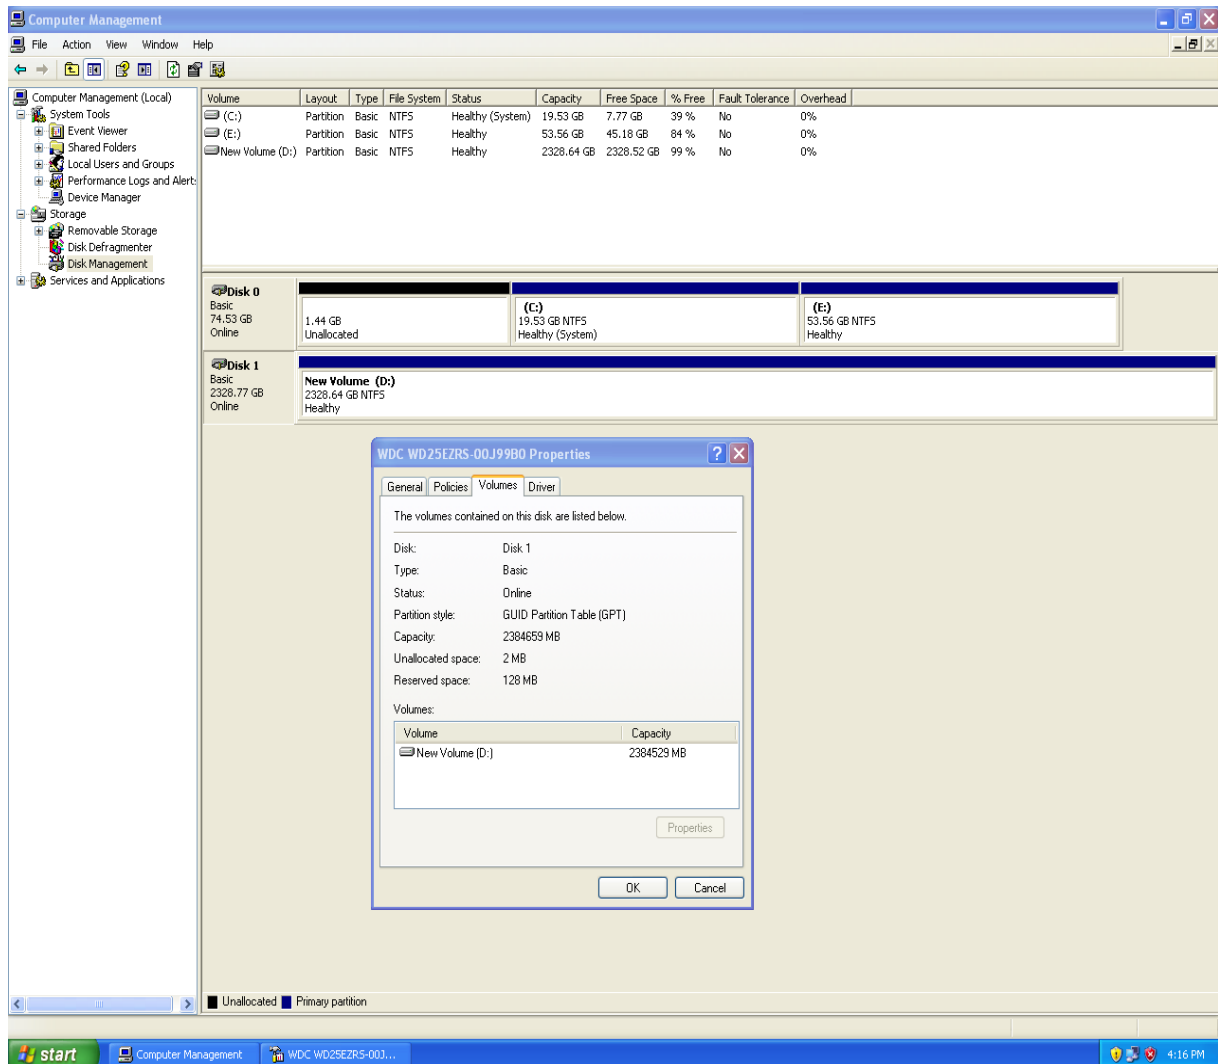 Computer Management
File Action View Window Help
Computer Management (Local)
System Tools
Event Viewer
Shared Folders
Local Users and Groups
Performance Logs and Alerts
Device Manager
Storage
Removable Storage
Disk Defragmenter
Disk Management
Services and Applications
Volume Layout Type File System Status Capacity Free Space % Free Fault Tolerance Overhead
(C:) Partition Basic NTFS Healthy (System) 19.53 GB 7.77 GB 39 % No 0%
(E:) Partition Basic NTFS Healthy 53.56 GB 45.18 GB 84 % No 0%
New Volume (D:) Partition Basic NTFS Healthy 2328.64 GB 2328.52 GB 99 % No 0%
Disk 0
Basic
74.53 GB
Online
1.44 GB
Unallocated
(C:)
19.53 GB NTFS
Healthy (System)
(E:)
53.56 GB NTFS
Healthy
Disk 1
Basic
2328.77 GB
Online
New Volume (D:)
2328.64 GB NTFS
Healthy
WDC WD25EZRS-00J99B0 Properties
General Policies Volumes Driver
The volumes contained on this disk are listed below.
Disk: Disk 1
Type: Basic
Status: Online
Partition style: GUID Partition Table (GPT)
Capacity: 2384659 MB
Unallocated space: 2 MB
Reserved space: 128 MB
Volumes:
Volume Capacity
New Volume (D:) 2384529 MB
Properties
OK Cancel
Unallocated Primary partition
start Computer Management WDC WD25EZRS-00J... 4:16 PM